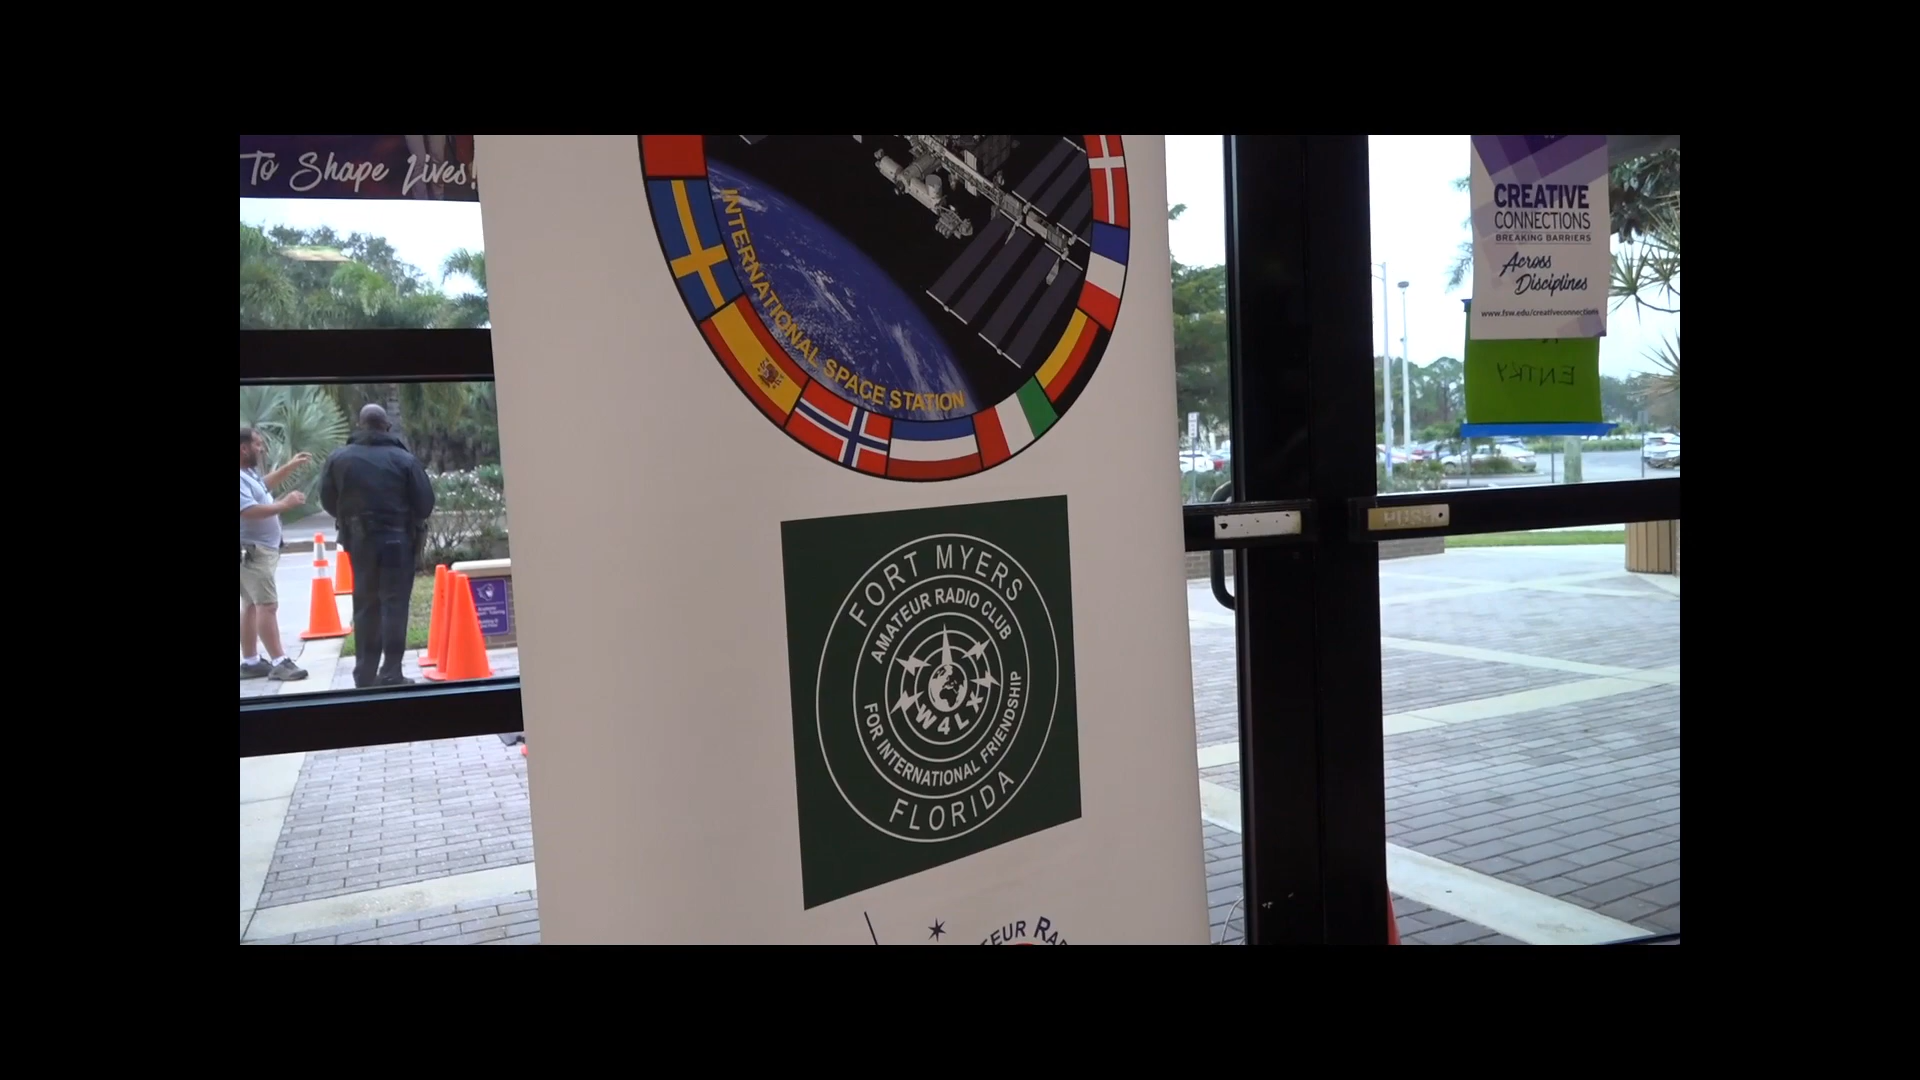 To Shape Lives!
INTERNATIONAL SPACE STATION
FORT MYERS
AMATEUR RADIO CLUB
W4LX
FOR INTERNATIONAL FRIENDSHIP
FLORIDA
CREATIVE
CONNECTIONS
BREAKING BARRIERS
Across
Disciplines
www.fsw.edu/creativeconnections
ENTRY
PUSH